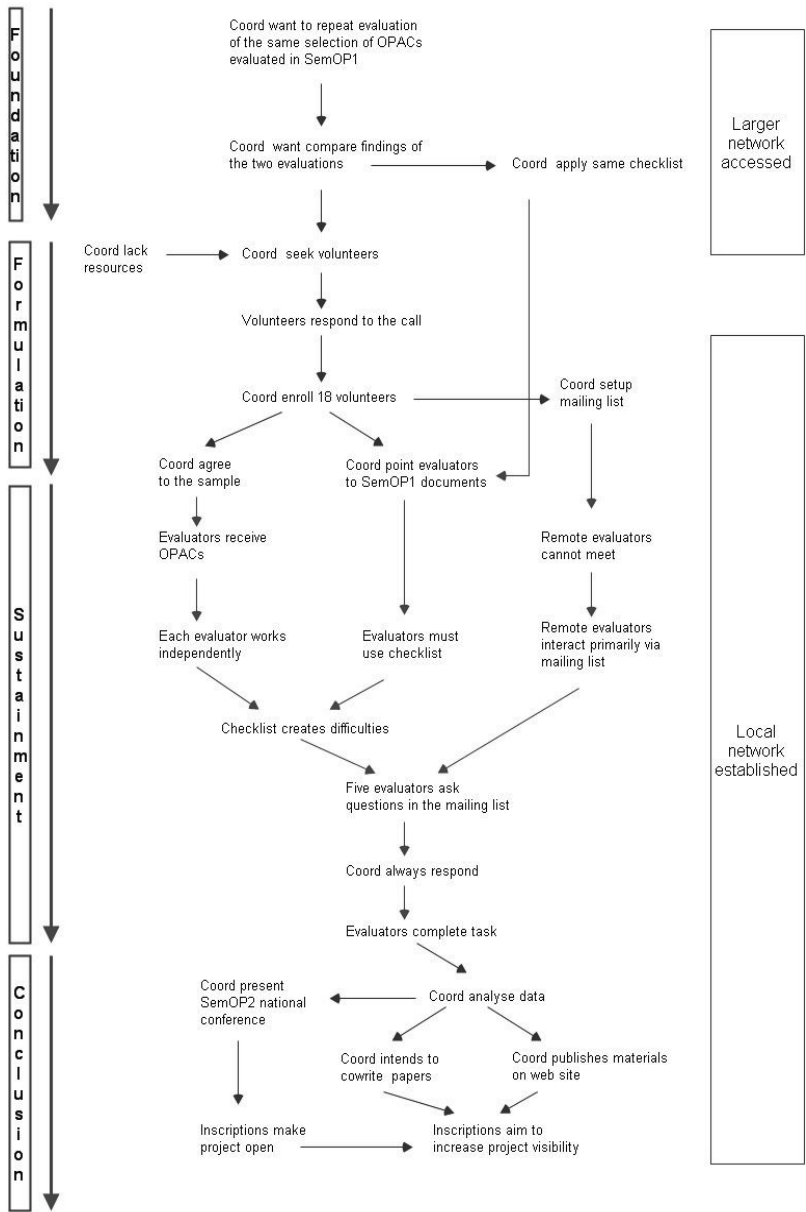 Foundation
Coord want to repeat evaluation
of the same selection of OPACs
evaluated in SemOP1
Coord want compare findings of
the two evaluations
Coord apply same checklist
Larger
network
accessed
Formulation
Coord lack
resources
Coord seek volunteers
Volunteers respond to the call
Coord enroll 18 volunteers
Coord setup
mailing list
Coord agree
to the sample
Coord point evaluators
to SemOP1 documents
Sustainment
Evaluators receive
OPACs
Remote evaluators
cannot meet
Each evaluator works
independently
Evaluators must
use checklist
Remote evaluators
interact primarily via
mailing list
Checklist creates difficulties
Local
network
established
Five evaluators ask
questions in the mailing list
Coord always respond
Evaluators complete task
Conclusion
Coord present
SemOP2 national
conference
Coord analyse data
Coord intends to
cowrite papers
Coord publishes materials
on web site
Inscriptions make
project open
Inscriptions aim to
increase project visibility